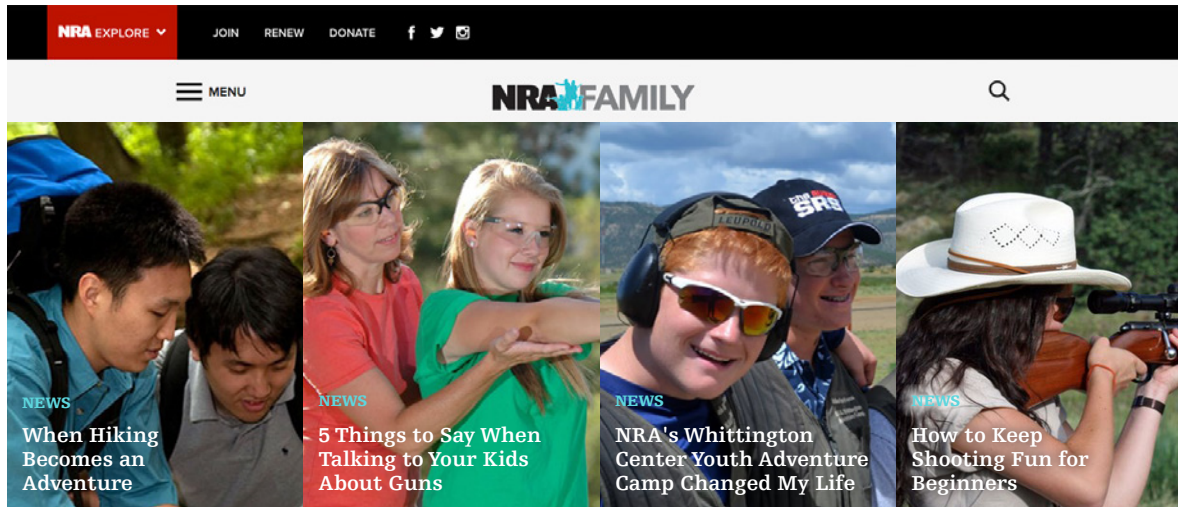 NRA EXPLORE JOIN RENEW DONATE
MENU NRA FAMILY
LEUPOLD
the
SRS
NEWS
When Hiking
Becomes an
Adventure
NEWS
5 Things to Say When
Talking to Your Kids
About Guns
NEWS
NRA's Whittington
Center Youth Adventure
Camp Changed My Life
NEWS
How to Keep
Shooting Fun for
Beginners